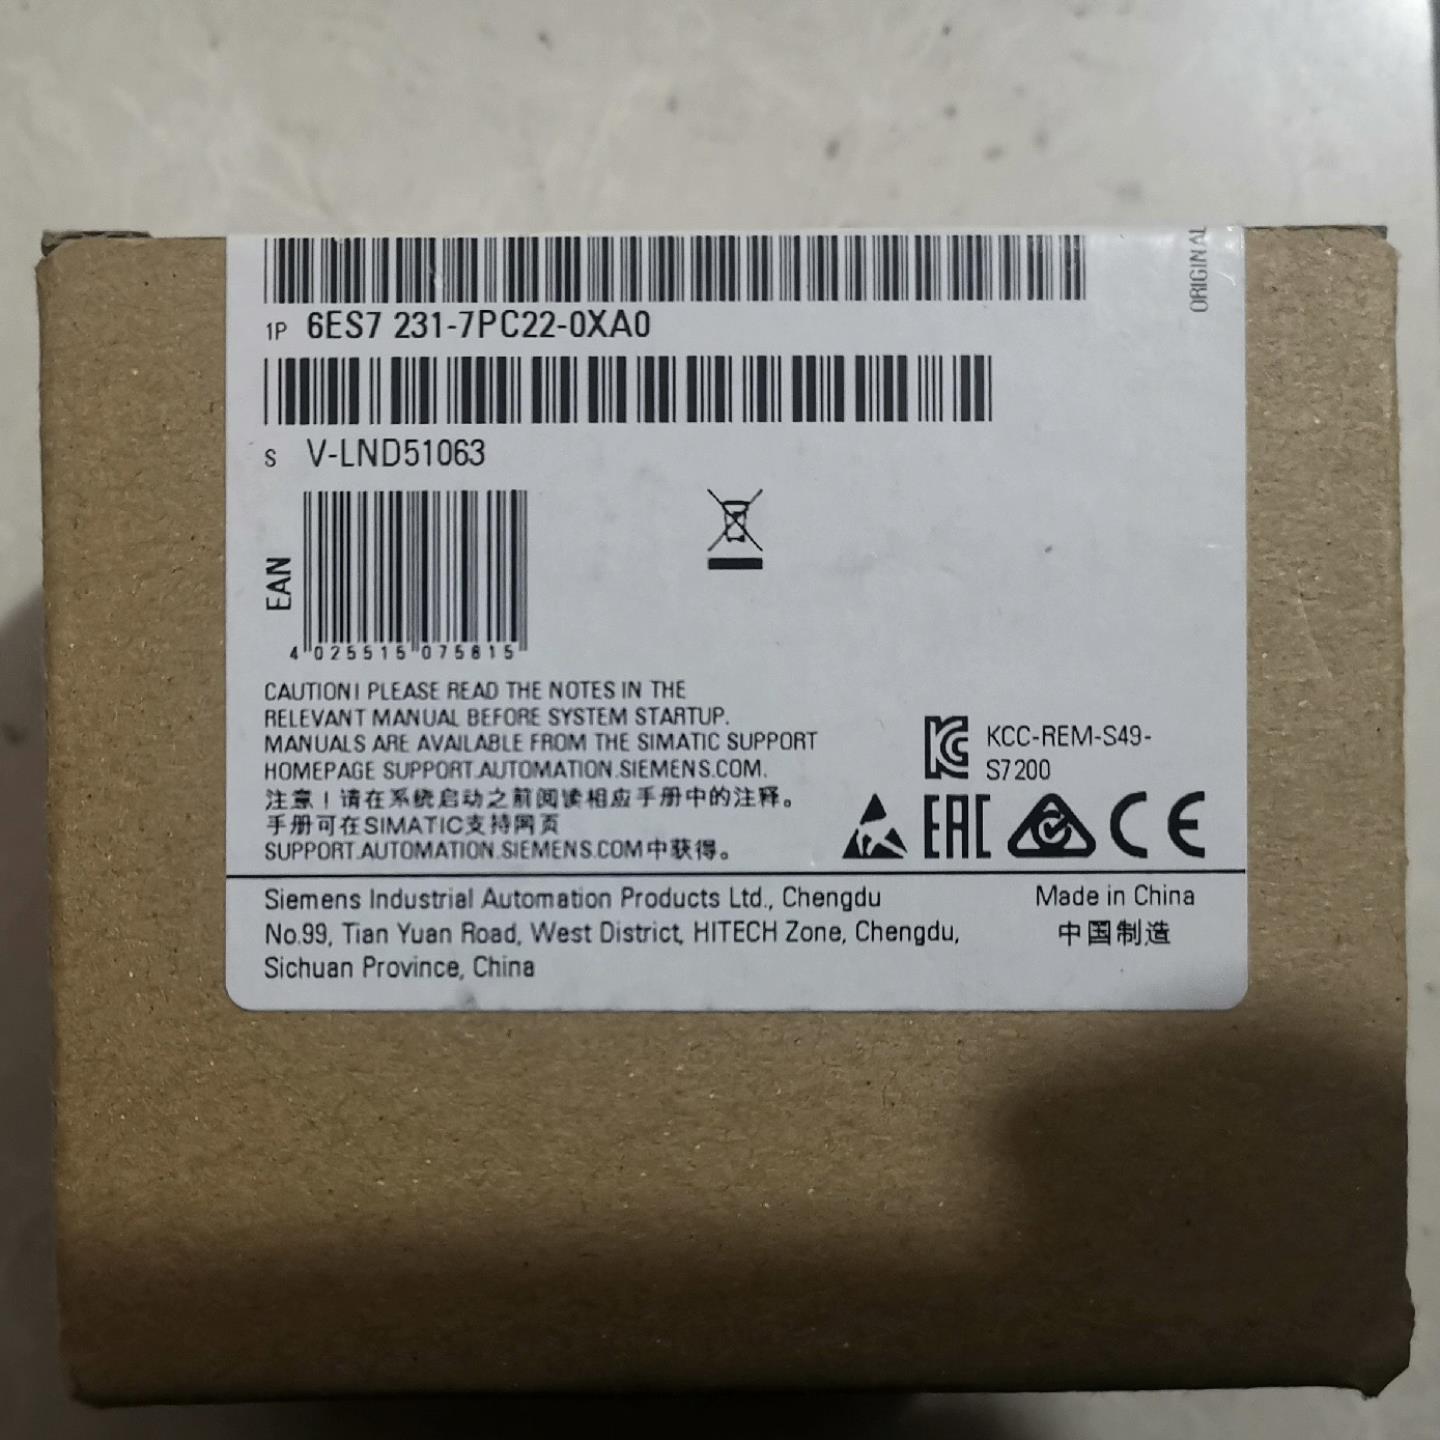 ORIGINAL
1P 6ES7 231-7PC22-0XA0
S V-LND51063
EAN
4 025515 075815
CAUTION! PLEASE READ THE NOTES IN THE
RELEVANT MANUAL BEFORE SYSTEM STARTUP.
MANUALS ARE AVAILABLE FROM THE SIMATIC SUPPORT
HOMEPAGE SUPPORT.AUTOMATION.SIEMENS.COM.
注意！请在系统启动之前阅读相应手册中的注释。
手册可在SIMATIC支持网页
SUPPORT.AUTOMATION.SIEMENS.COM中获得。
KCC-REM-S49-
S7200
EAC
CE
Siemens Industrial Automation Products Ltd., Chengdu
No.99, Tian Yuan Road, West District, HITECH Zone, Chengdu,
Sichuan Province, China
Made in China
中国制造